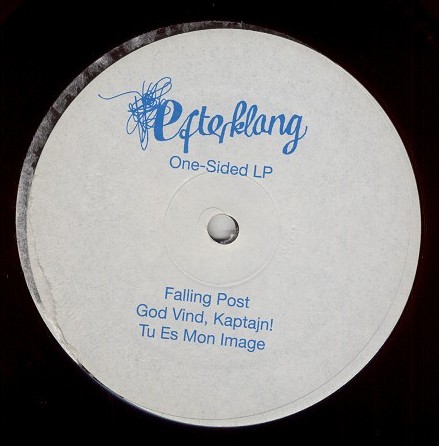 efterklang
One-Sided LP
Falling Post
God Vind, Kaptajn!
Tu Es Mon Image